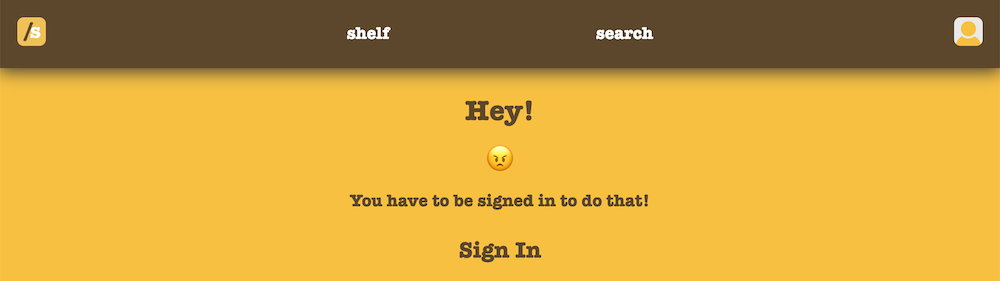 /s
shelf
search
Hey!
You have to be signed in to do that!
Sign In